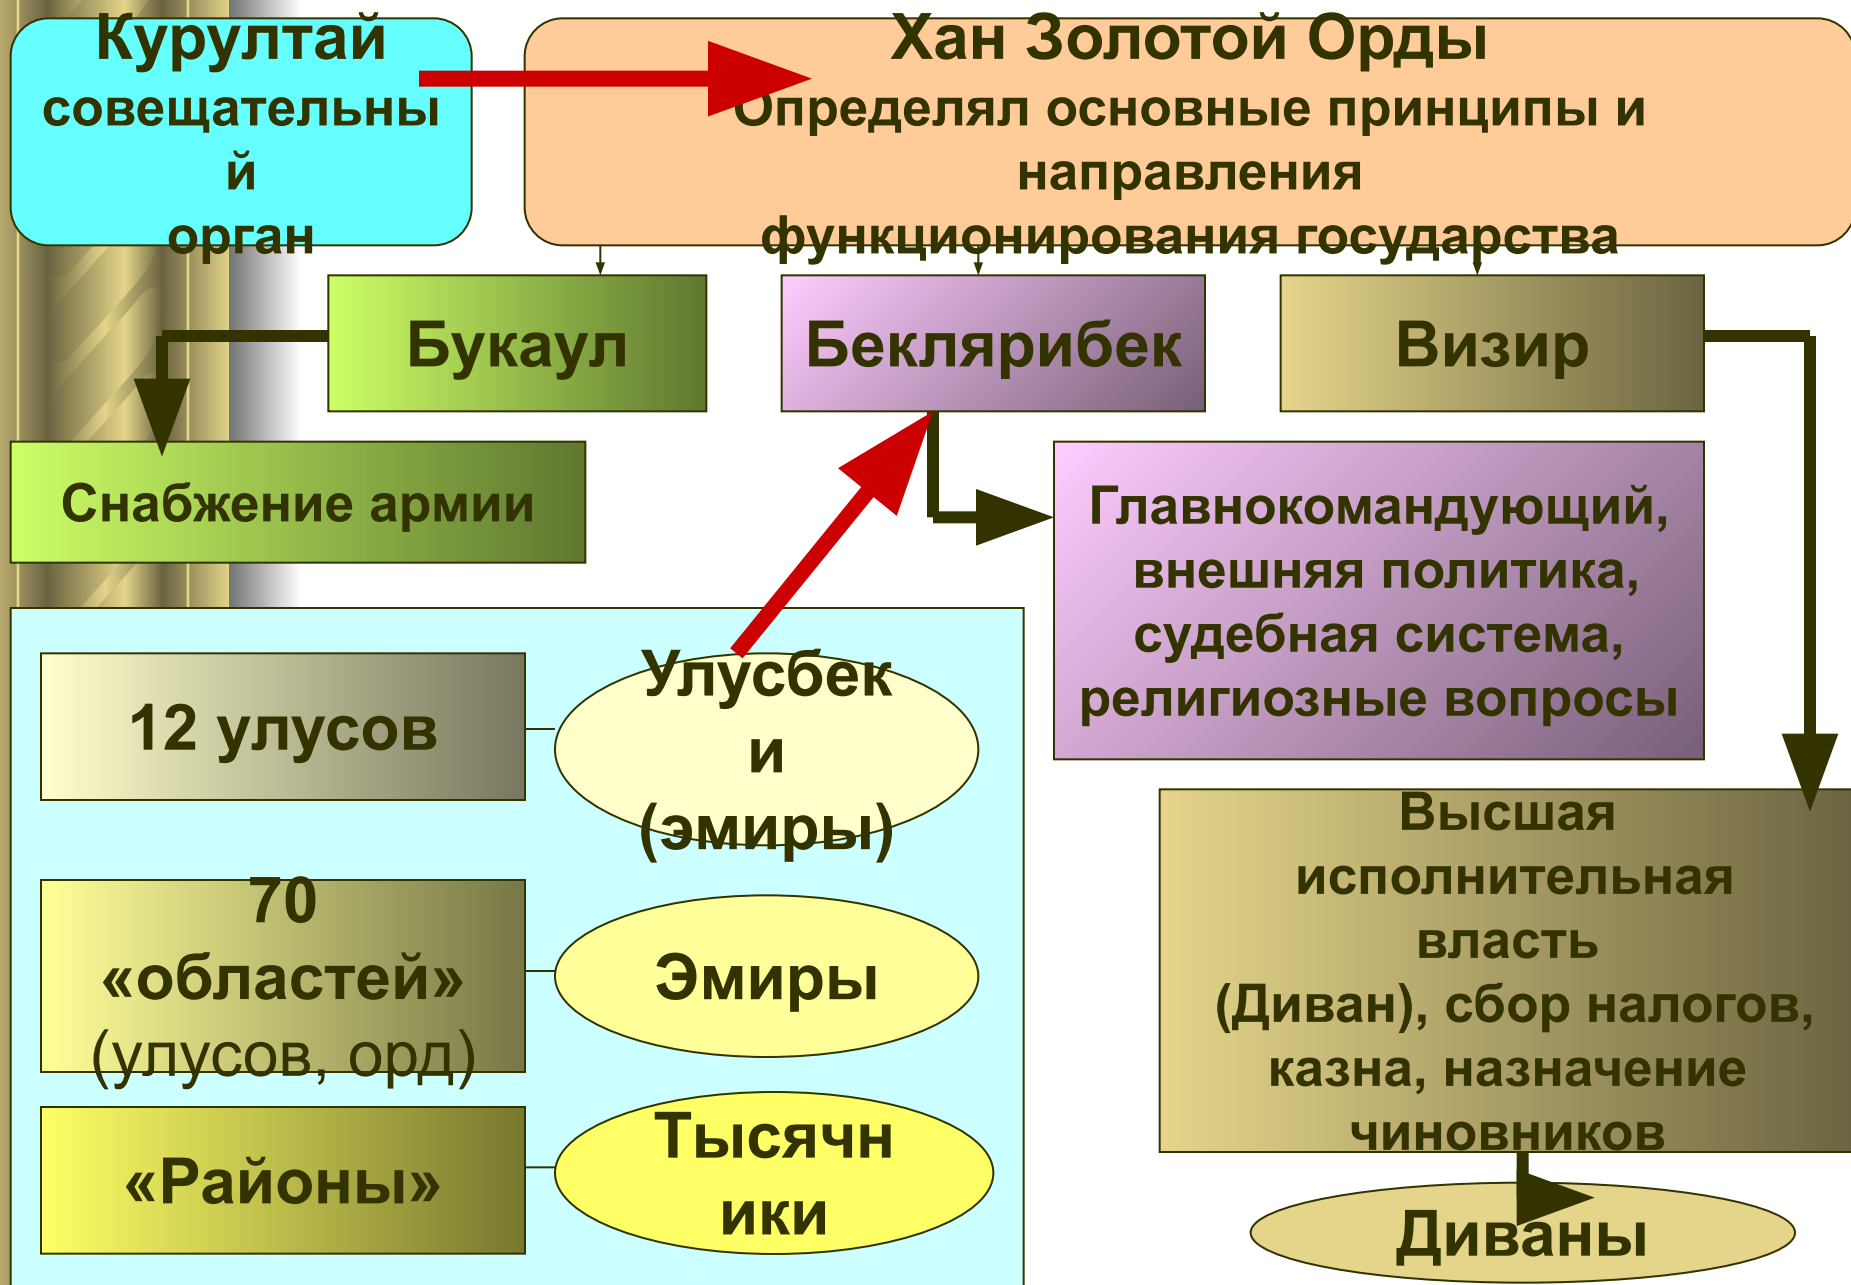 Курултай
совещательны
й
орган
Хан Золотой Орды
Определял основные принципы и
направления
функционирования государства
Букаул
Беклярибек
Визир
Снабжение армии
Главнокомандующий,
внешняя политика,
судебная система,
религиозные вопросы
12 улусов
Улусбек
и
(эмиры)
70
«областей»
(улусов, орд)
Эмиры
«Районы»
Тысячн
ики
Высшая
исполнительная
власть
(Диван), сбор налогов,
казна, назначение
чиновников
Диваны